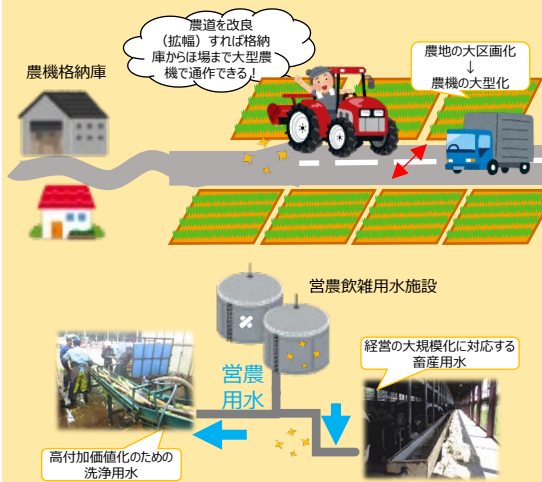 農道を改良
（拡幅）すれば格納
庫からほ場まで大型農
機で通作できる！
農機格納庫
農地の大区画化
↓
農機の大型化
営農飲雑用水施設
経営の大規模化に対応する
畜産用水
営農
用水
高付加価値化のための
洗浄用水